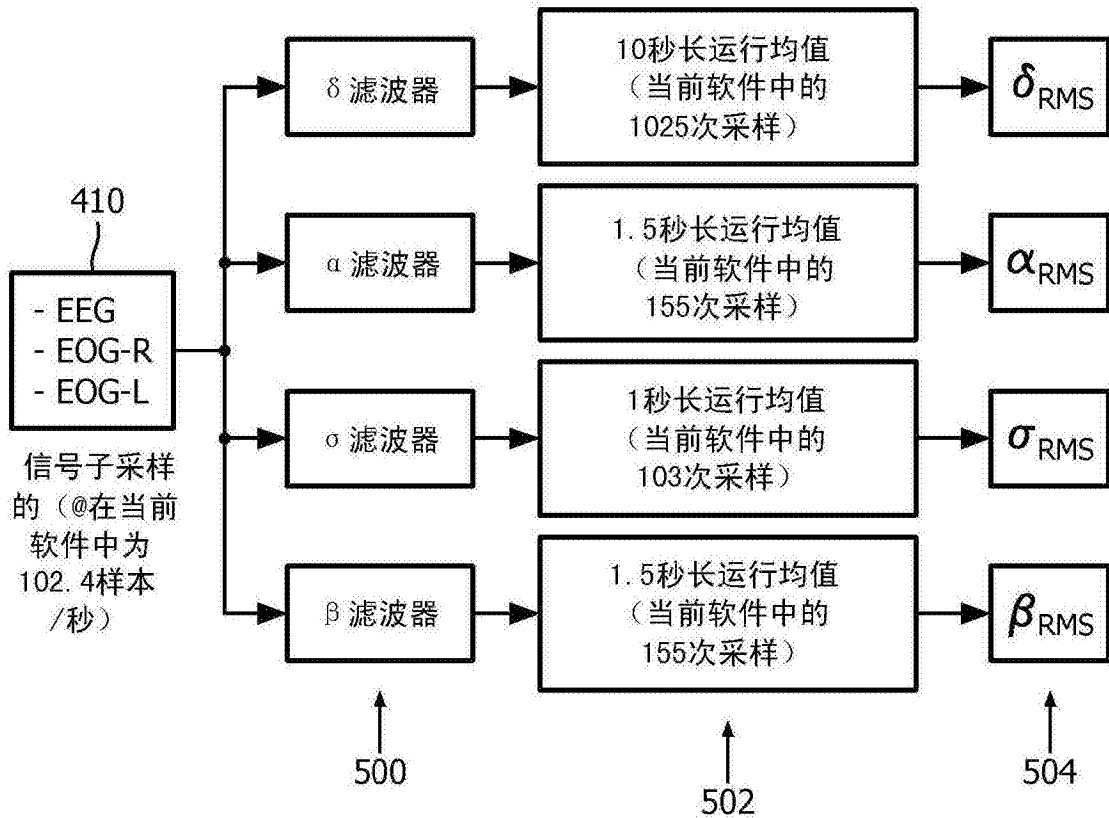 410
- EEG
- EOG-R
- EOG-L
信号子采样
的（@在当前
软件中为
102.4样本
/秒）
δ滤波器
10秒长运行均值
（当前软件中的
1025次采样）
δRMS
α滤波器
1.5秒长运行均值
（当前软件中的
155次采样）
αRMS
σ滤波器
1秒长运行均值
（当前软件中的
103次采样）
σRMS
β滤波器
1.5秒长运行均值
（当前软件中的
155次采样）
βRMS
500
502
504